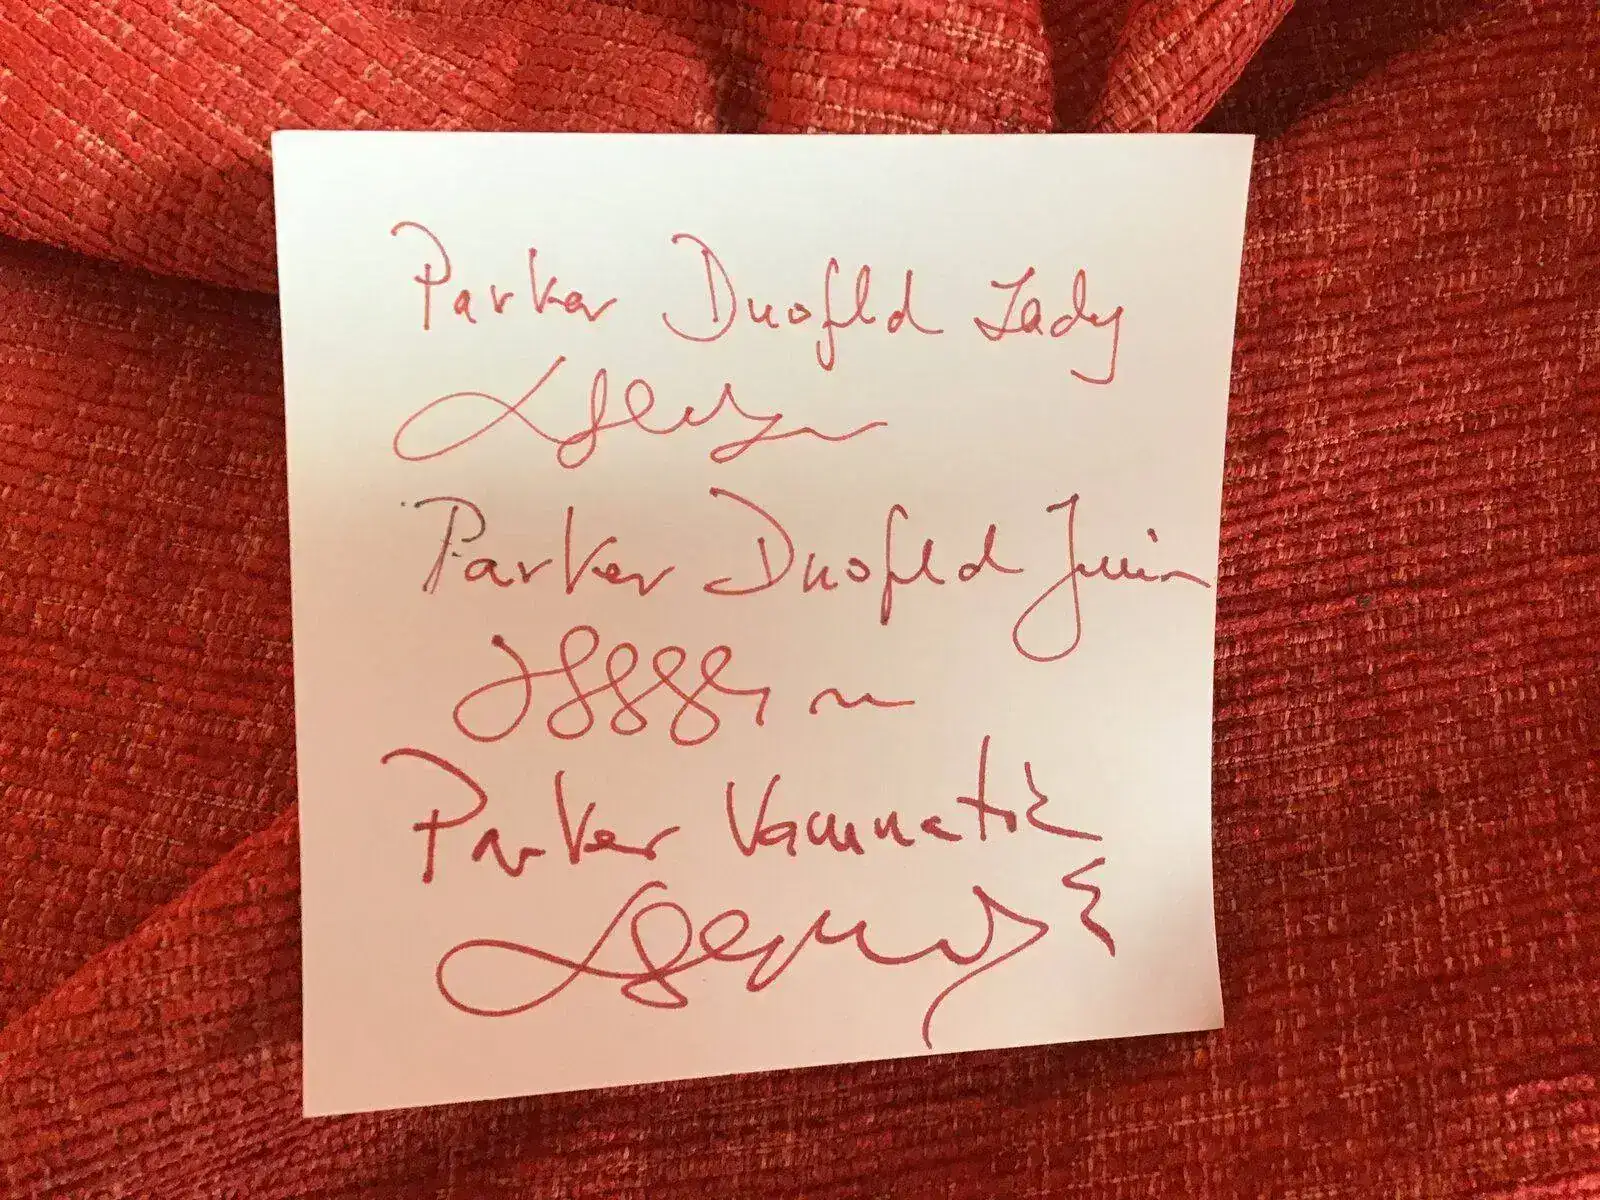 Parker Duofld Lady
Parker Duofld Junior
Parker Vacumatic